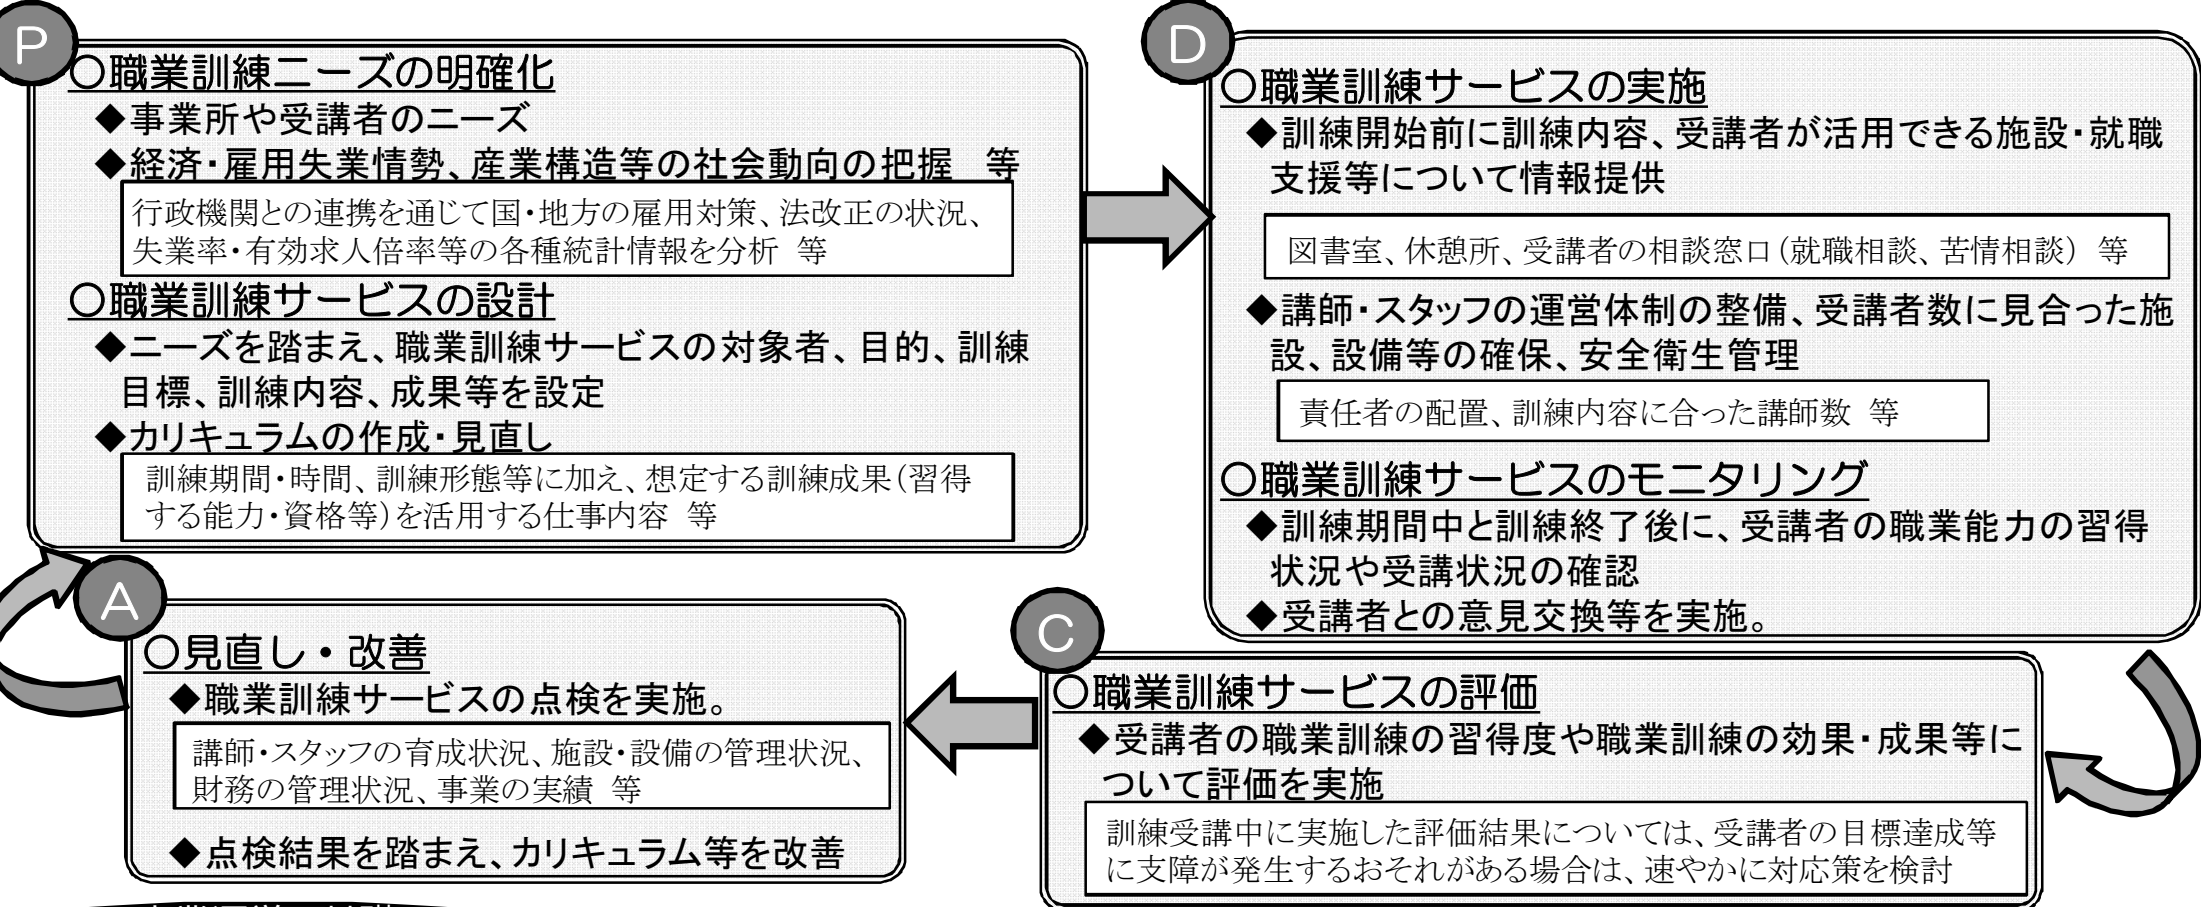 P
○職業訓練ニーズの明確化
◆事業所や受講者のニーズ
◆経済・雇用失業情勢、産業構造等の社会動向の把握　等
行政機関との連携を通じて国・地方の雇用対策、法改正の状況、
失業率・有効求人倍率等の各種統計情報を分析　等
○職業訓練サービスの設計
◆ニーズを踏まえ、職業訓練サービスの対象者、目的、訓練
目標、訓練内容、成果等を設定
◆カリキュラムの作成・見直し
訓練期間・時間、訓練形態等に加え、想定する訓練成果（習得
する能力・資格等）を活用する仕事内容　等
D
○職業訓練サービスの実施
◆訓練開始前に訓練内容、受講者が活用できる施設・就職
支援等について情報提供
図書室、休憩所、受講者の相談窓口（就職相談、苦情相談）　等
◆講師・スタッフの運営体制の整備、受講者数に見合った施
設、設備等の確保、安全衛生管理
責任者の配置、訓練内容に合った講師数　等
○職業訓練サービスのモニタリング
◆訓練期間中と訓練終了後に、受講者の職業能力の習得
状況や受講状況の確認
◆受講者との意見交換等を実施。
C
○職業訓練サービスの評価
◆受講者の職業訓練の習得度や職業訓練の効果・成果等に
ついて評価を実施
訓練受講中に実施した評価結果については、受講者の目標達成等
に支障が発生するおそれがある場合は、速やかに対応策を検討
A
○見直し・改善
◆職業訓練サービスの点検を実施。
講師・スタッフの育成状況、施設・設備の管理状況、
財務の管理状況、事業の実績　等
◆点検結果を踏まえ、カリキュラム等を改善